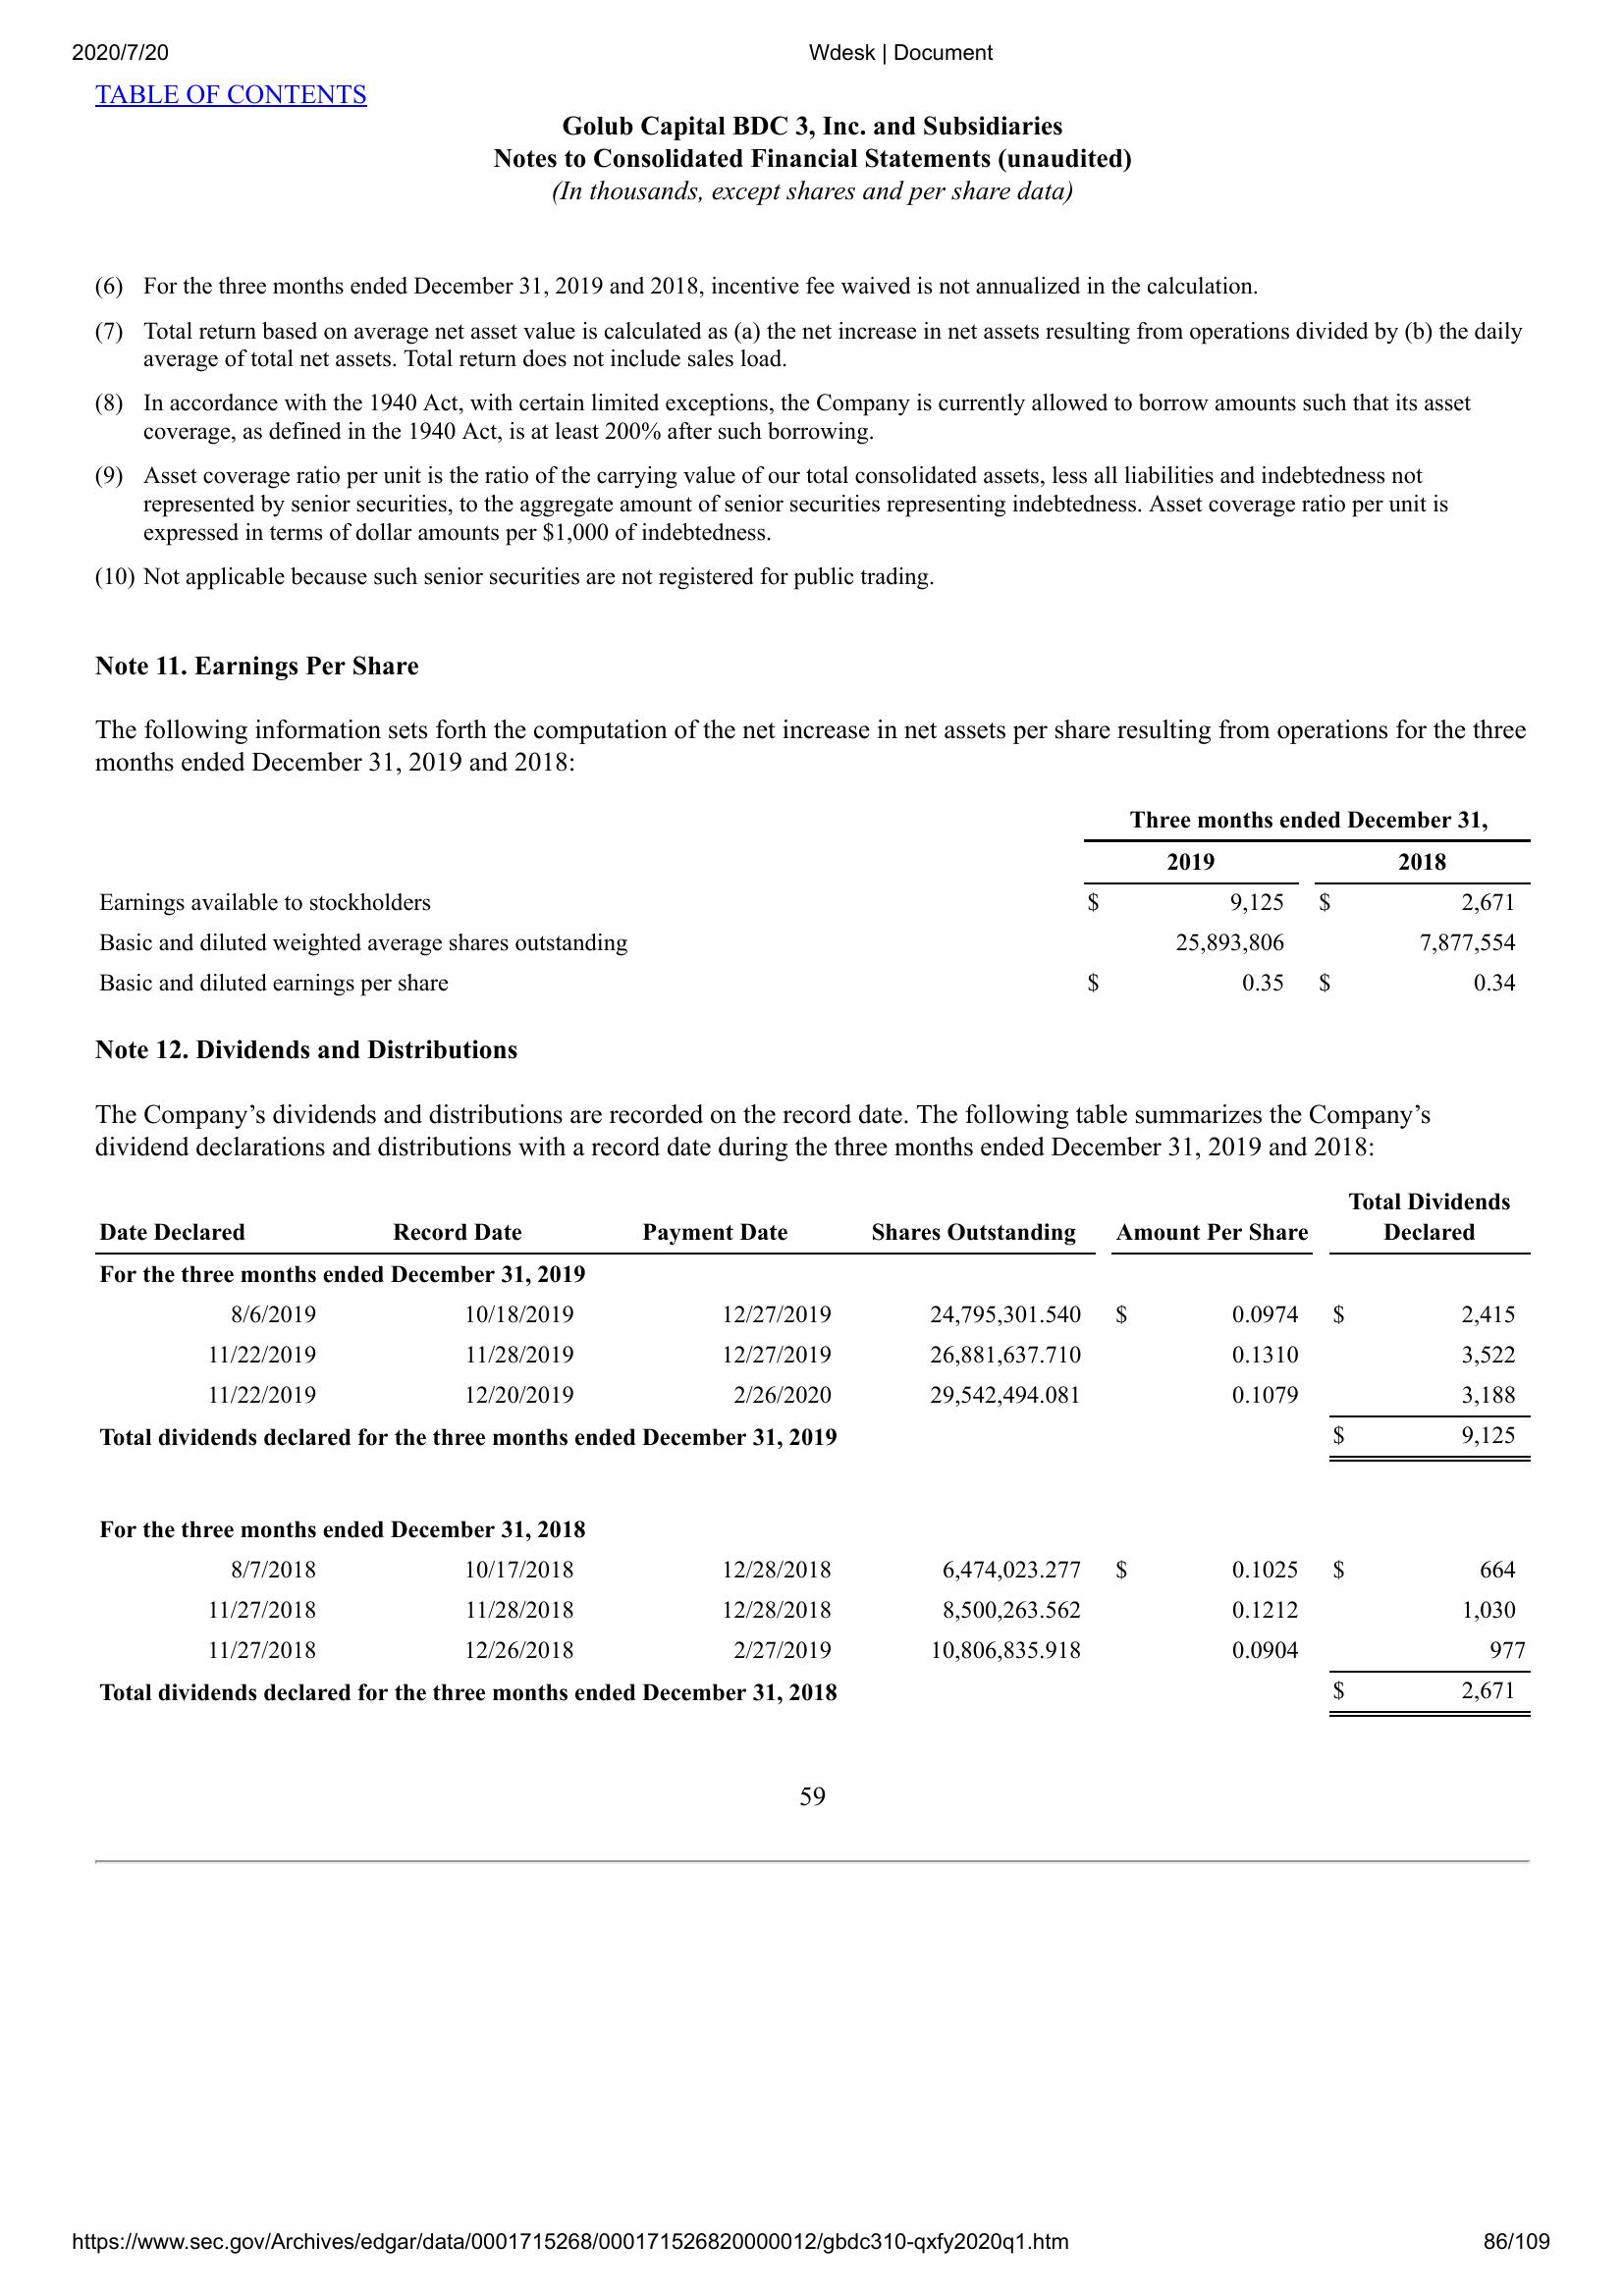 2020/7/20 Wdesk | Document
TABLE OF CONTENTS
Golub Capital BDC 3, Inc. and Subsidiaries
Notes to Consolidated Financial Statements (unaudited)
(In thousands, except shares and per share data)
(6) For the three months ended December 31, 2019 and 2018, incentive fee waived is not annualized in the calculation.
(7) Total return based on average net asset value is calculated as (a) the net increase in net assets resulting from operations divided by (b) the daily
average of total net assets. Total return does not include sales load.
(8) In accordance with the 1940 Act, with certain limited exceptions, the Company is currently allowed to borrow amounts such that its asset
coverage, as defined in the 1940 Act, is at least 200% after such borrowing.
(9) Asset coverage ratio per unit is the ratio of the carrying value of our total consolidated assets, less all liabilities and indebtedness not
represented by senior securities, to the aggregate amount of senior securities representing indebtedness. Asset coverage ratio per unit is
expressed in terms of dollar amounts per $1,000 of indebtedness.
(10) Not applicable because such senior securities are not registered for public trading.
Note 11. Earnings Per Share
The following information sets forth the computation of the net increase in net assets per share resulting from operations for the three
months ended December 31, 2019 and 2018:
Three months ended December 31,
2019 2018
Earnings available to stockholders $ 9,125 $ 2,671
Basic and diluted weighted average shares outstanding 25,893,806 7,877,554
Basic and diluted earnings per share $ 0.35 $ 0.34
Note 12. Dividends and Distributions
The Company’s dividends and distributions are recorded on the record date. The following table summarizes the Company’s
dividend declarations and distributions with a record date during the three months ended December 31, 2019 and 2018:
Total Dividends
Date Declared Record Date Payment Date Shares Outstanding Amount Per Share Declared
For the three months ended December 31, 2019
8/6/2019 10/18/2019 12/27/2019 24,795,301.540 $ 0.0974 $ 2,415
11/22/2019 11/28/2019 12/27/2019 26,881,637.710 0.1310 3,522
11/22/2019 12/20/2019 2/26/2020 29,542,494.081 0.1079 3,188
Total dividends declared for the three months ended December 31, 2019 $ 9,125
For the three months ended December 31, 2018
8/7/2018 10/17/2018 12/28/2018 6,474,023.277 $ 0.1025 $ 664
11/27/2018 11/28/2018 12/28/2018 8,500,263.562 0.1212 1,030
11/27/2018 12/26/2018 2/27/2019 10,806,835.918 0.0904 977
Total dividends declared for the three months ended December 31, 2018 $ 2,671
59
https://www.sec.gov/Archives/edgar/data/0001715268/000171526820000012/gbdc310-qxfy2020q1.htm 86/109